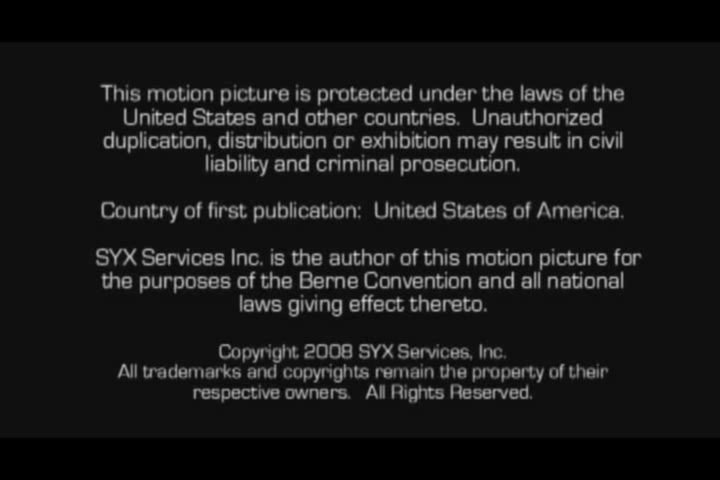 This motion picture is protected under the laws of the
United States and other countries.  Unauthorized
duplication, distribution or exhibition may result in civil
liability and criminal prosecution.
Country of first publication:  United States of America.
SYX Services Inc. is the author of this motion picture for
the purposes of the Berne Convention and all national
laws giving effect thereto.
Copyright 2008 SYX Services, Inc.
All trademarks and copyrights remain the property of their
respective owners.  All Rights Reserved.